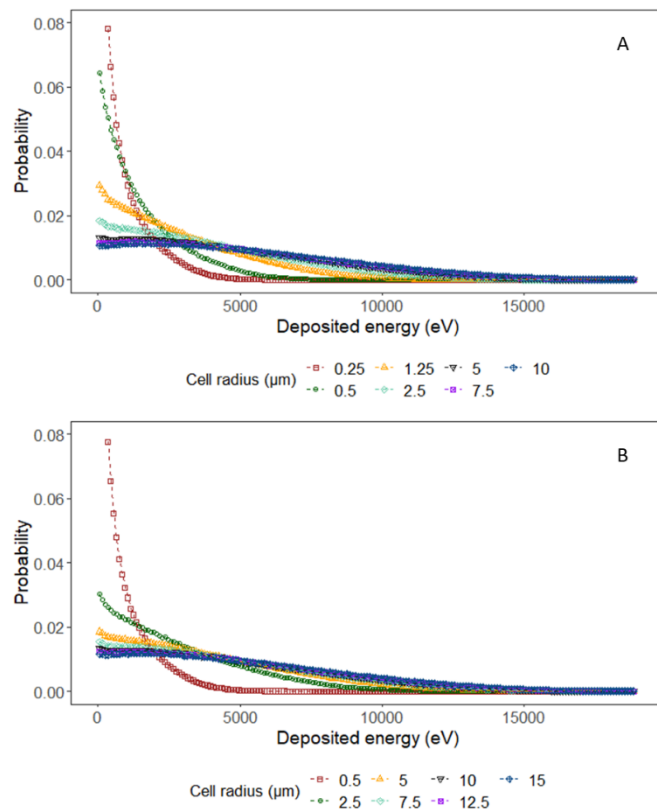 A
0.08
0.06
0.04
0.02
0.00
Probability
0 5000 10000 15000
Deposited energy (eV)
Cell radius (μm) 0.25 1.25 5 10
0.5 2.5 7.5
B
0.08
0.06
0.04
0.02
0.00
Probability
0 5000 10000 15000
Deposited energy (eV)
Cell radius (μm) 0.5 5 10 15
2.5 7.5 12.5